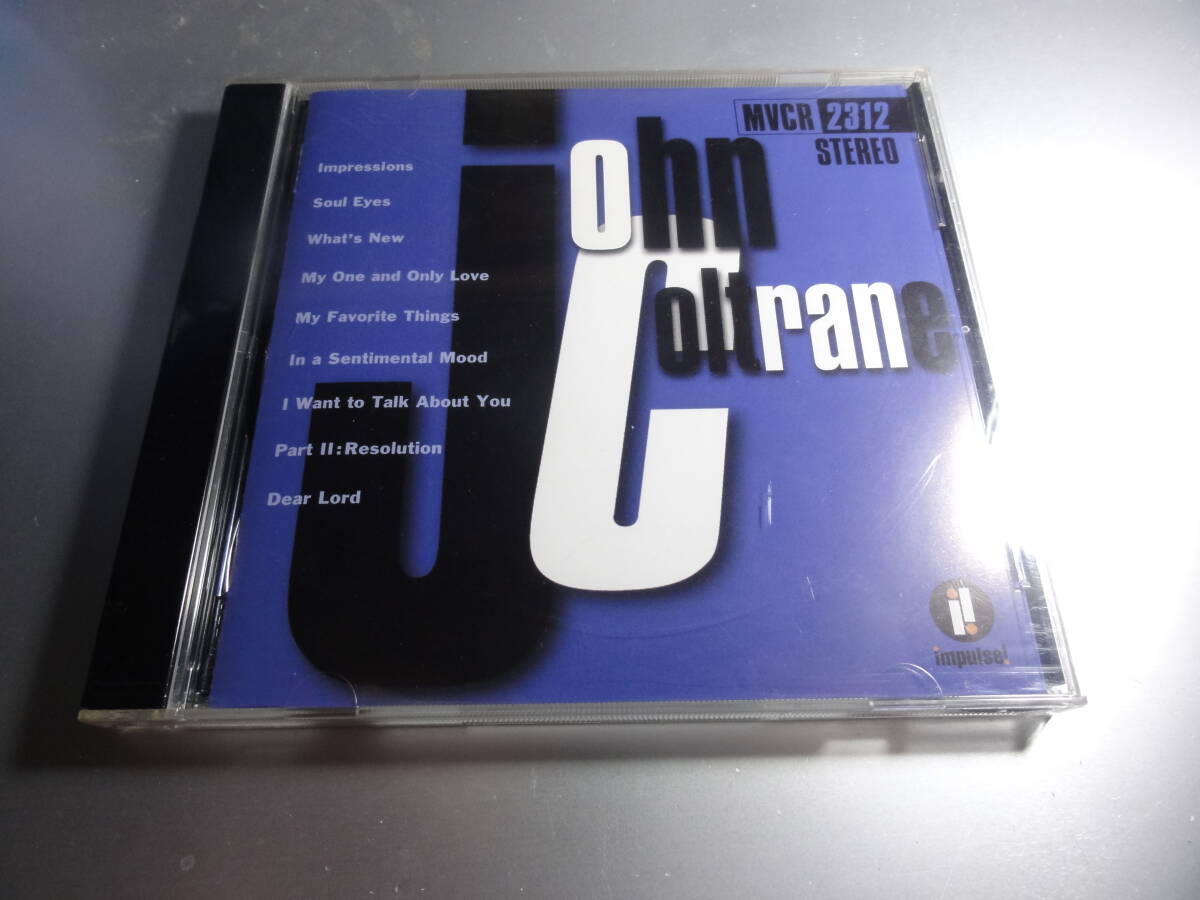 MVCR 2312
STEREO
John
Coltrane
Impressions
Soul Eyes
What's New
My One and Only Love
My Favorite Things
In a Sentimental Mood
I Want to Talk About You
Part II:Resolution
Dear Lord
impulse!